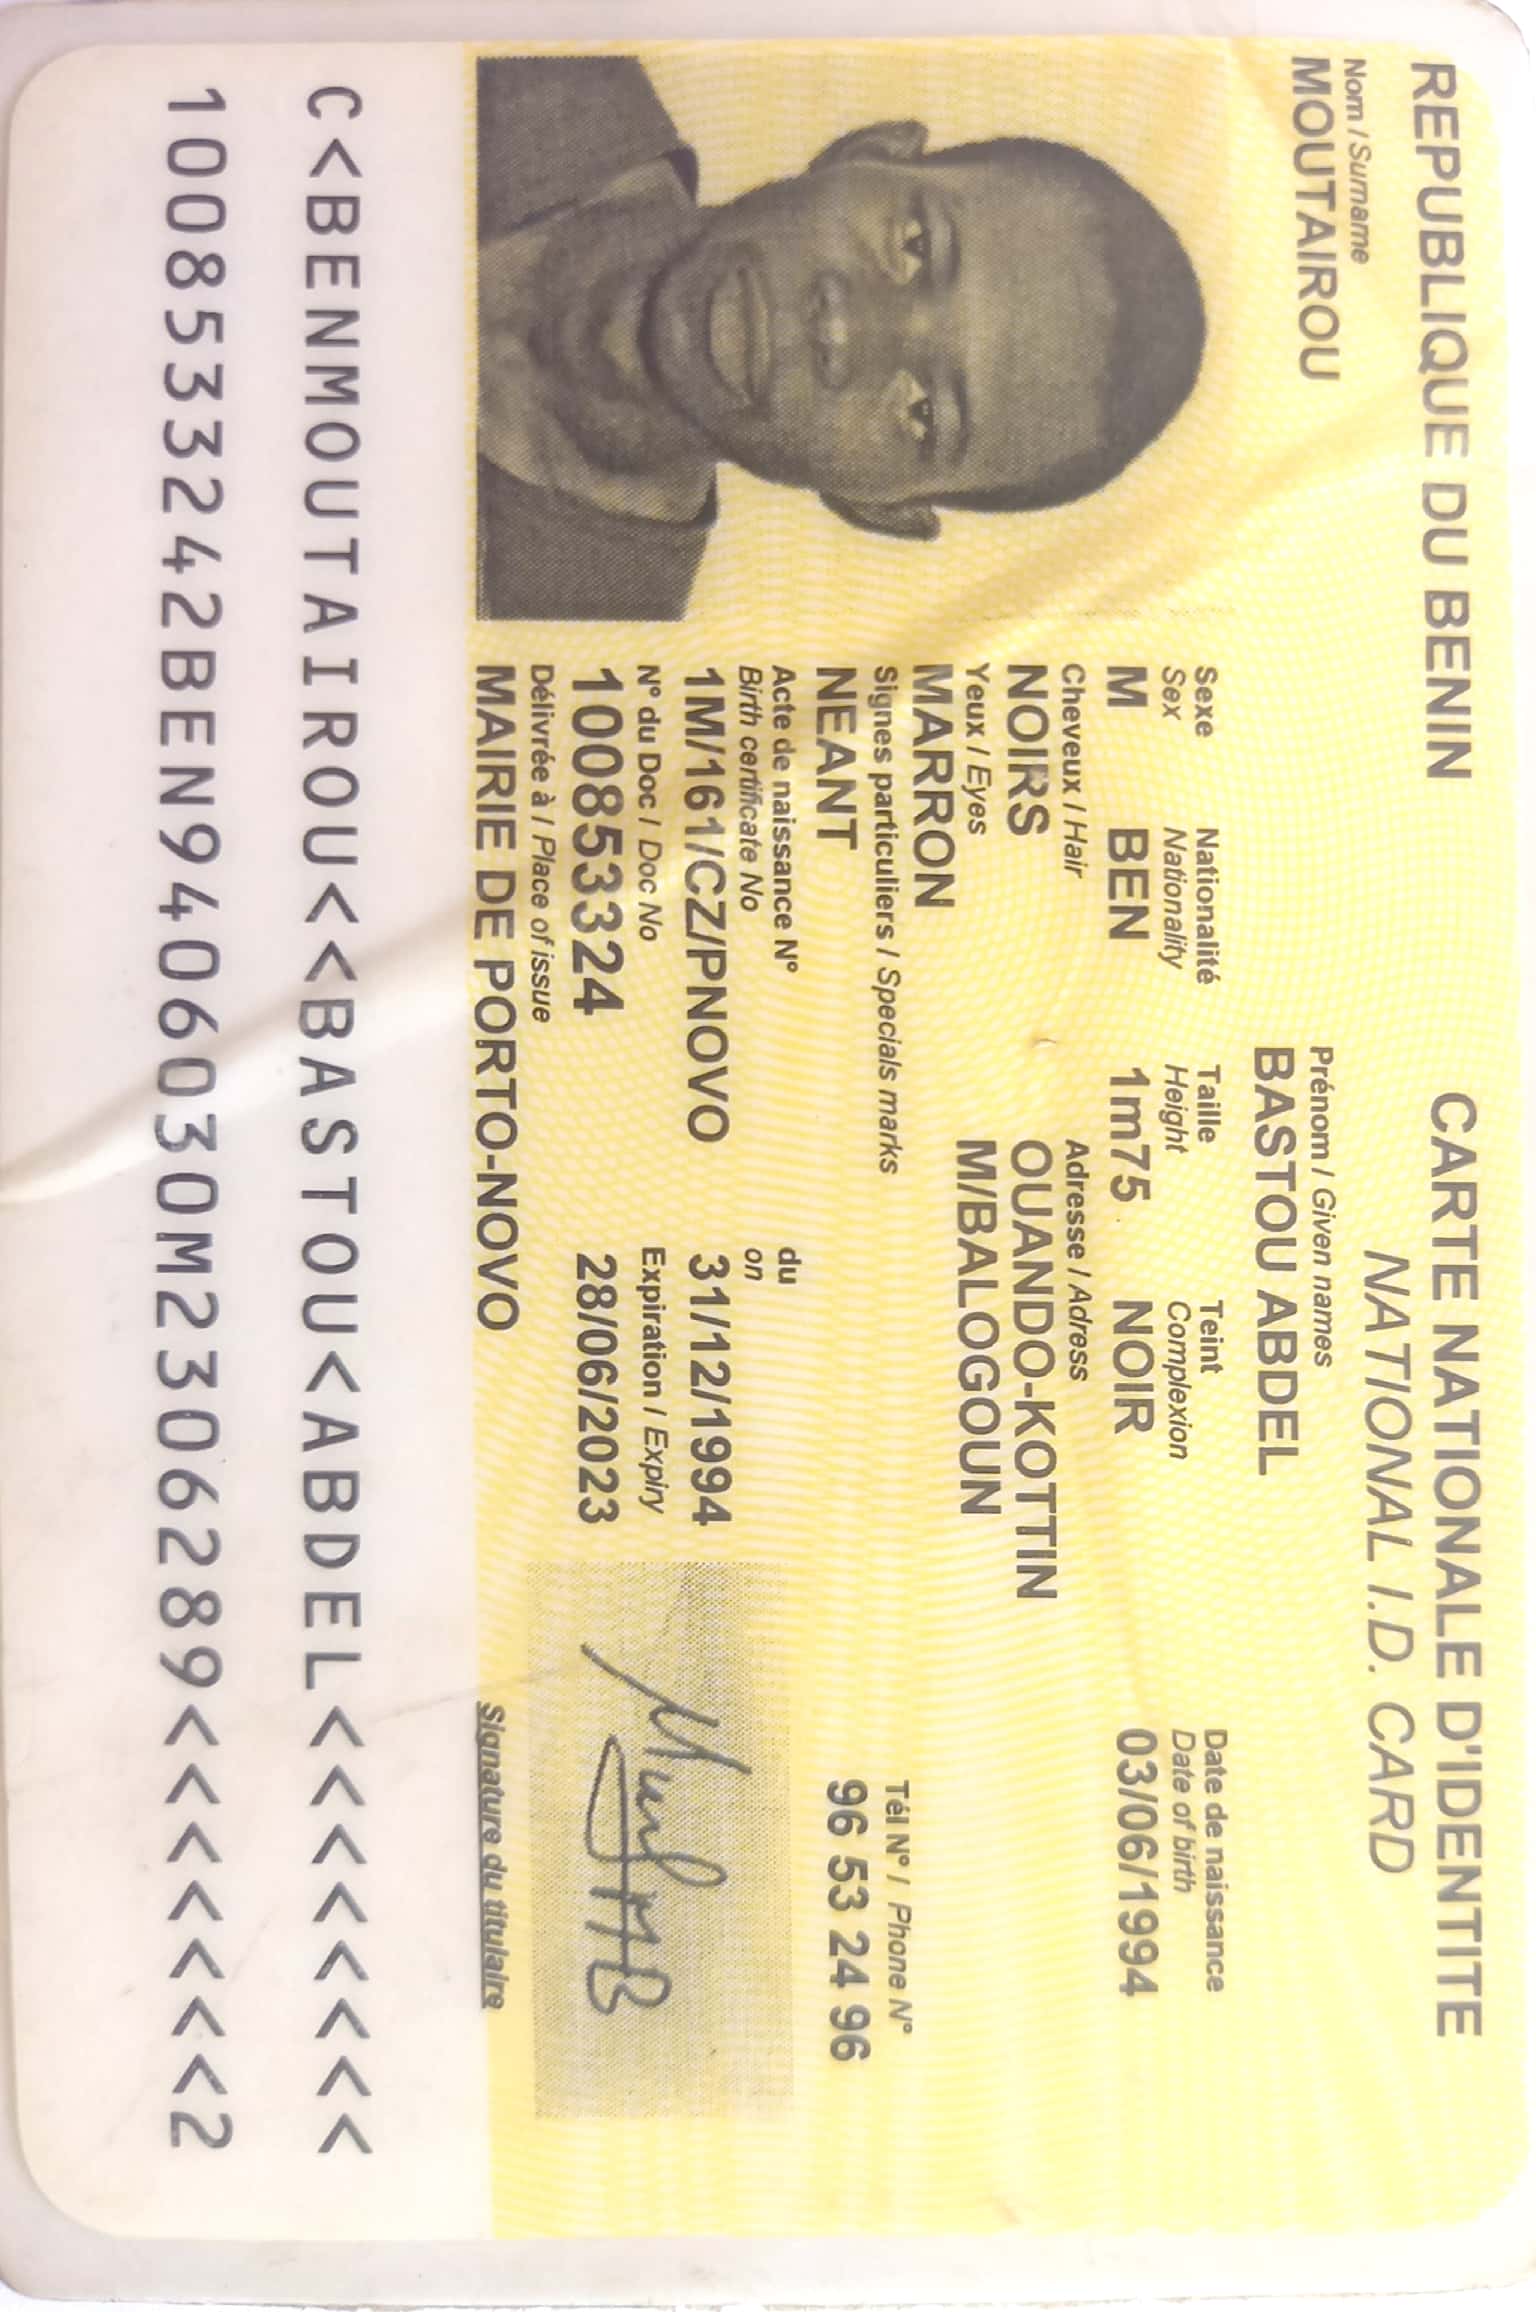 REPUBLIQUE DU BENIN
CARTE NATIONALE D'IDENTITE
NATIONAL I.D. CARD
Nom / Surname
MOUTAIROU
Prénom / Given names
BASTOU ABDEL
Sexe Nationalité Taille Teint Date de naissance
Sex Nationality Height Complexion Date of birth
M BEN 1m75 NOIR 03/06/1994
Cheveux / Hair Adresse / Adress
NOIRS OUANDO-KOTTIN
Yeux / Eyes M/BALOGOUN
MARRON
Signes particuliers / Specials marks Tél N° / Phone N°
NEANT 96 53 24 96
Acte de naissance N° du
Birth certificate No on
1M/161/CZ/PNOVO 31/12/1994
N° du Doc / Doc No Expiration / Expiry
100853324 28/06/2023
Délivrée à / Place of issue
MAIRIE DE PORTO-NOVO
Signature du titulaire
C<BENMOUTAIROU<<BASTOU<ABDEL<<<<<<<<
1008533242BEN9406030M2306289<<<<<<<2